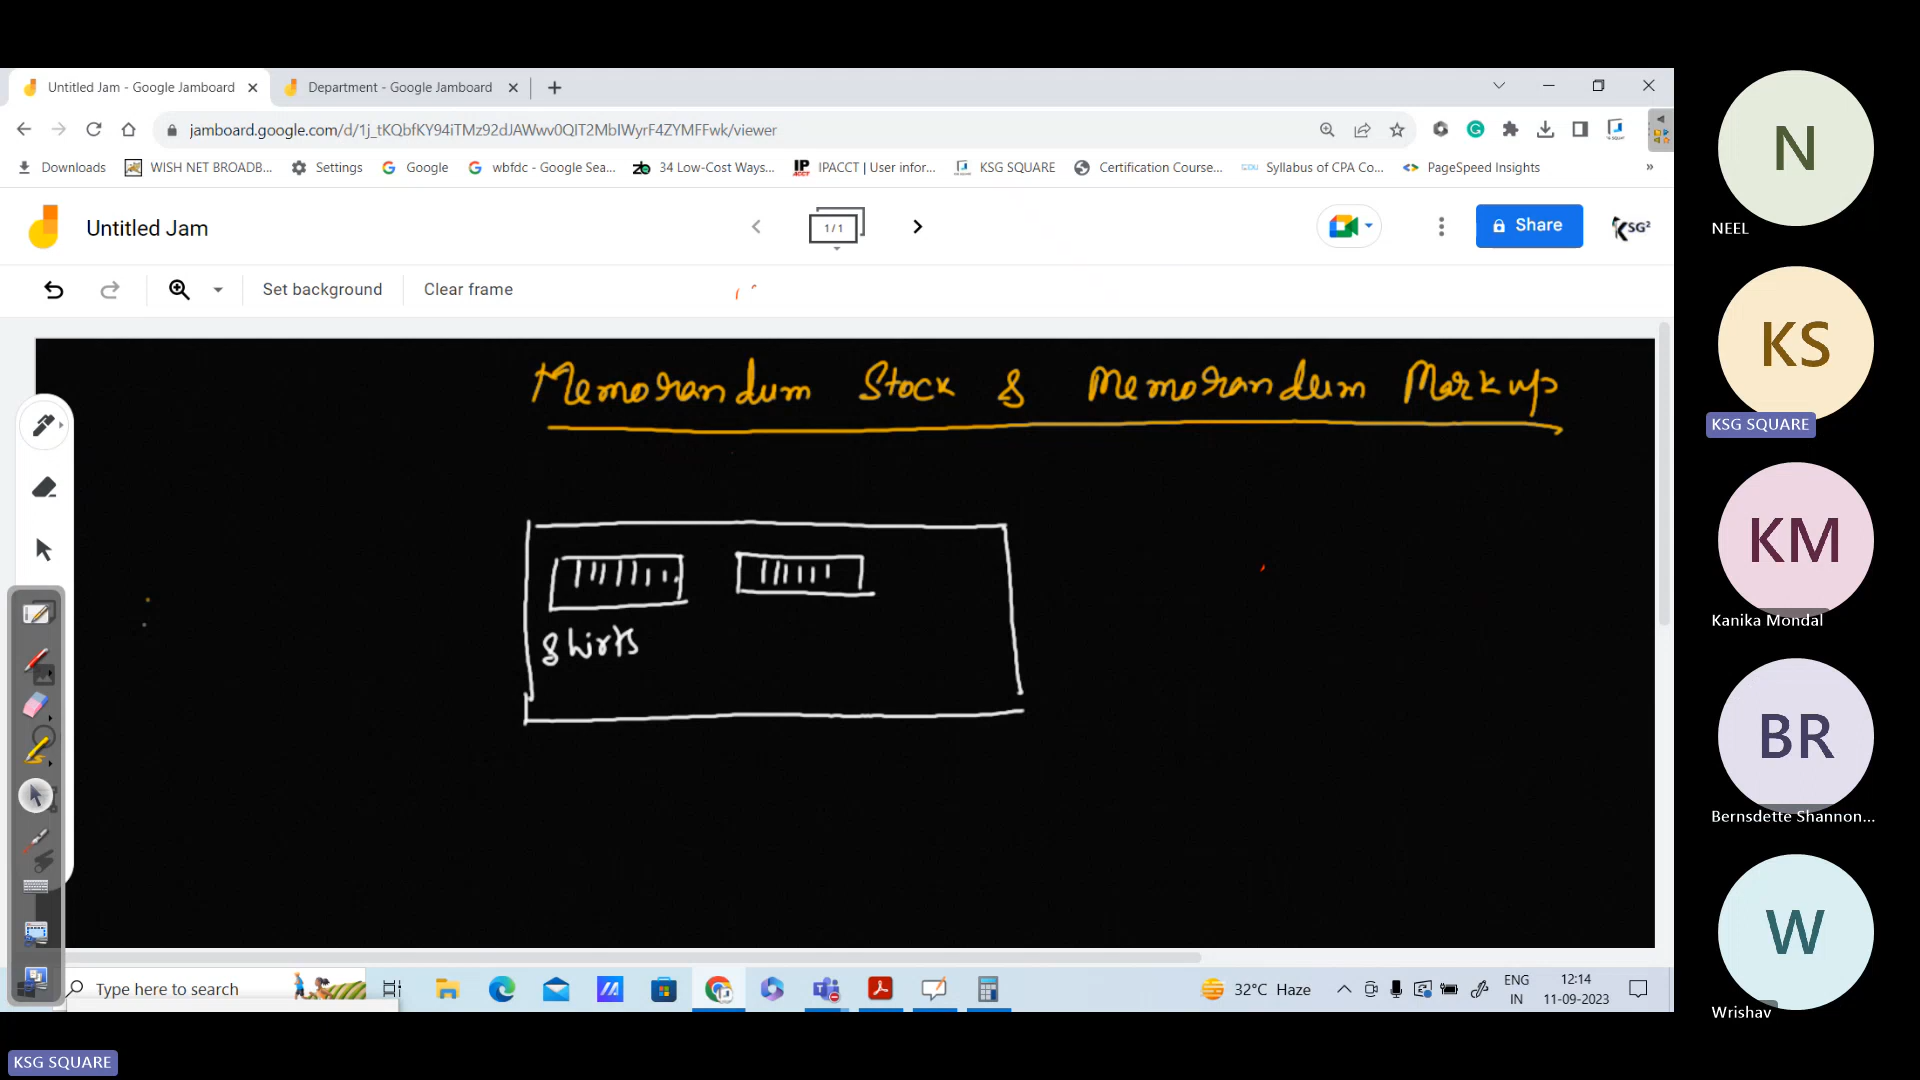 Untitled Jam - Google Jamboard
Department - Google Jamboard
jamboard.google.com/d/1j_tKQbfKY94iTMz92dJAWwv0QIT2MbIWyrF4ZYMFFwk/viewer
Downloads WISH NET BROADB... Settings Google wbfdc - Google Sea... 34 Low-Cost Ways... IPACCT | User infor... KSG SQUARE Certification Course... Syllabus of CPA Co... PageSpeed Insights »
Untitled Jam
1/1
Share
KSG²
Set background Clear frame
Memorandum Stock & Memorandum Markup
Shirts
Type here to search
32°C Haze
ENG
IN
12:14
11-09-2023
N
NEEL
KS
KSG SQUARE
KM
Kanika Mondal
BR
Bernsdette Shannon...
W
Wrishav
KSG SQUARE